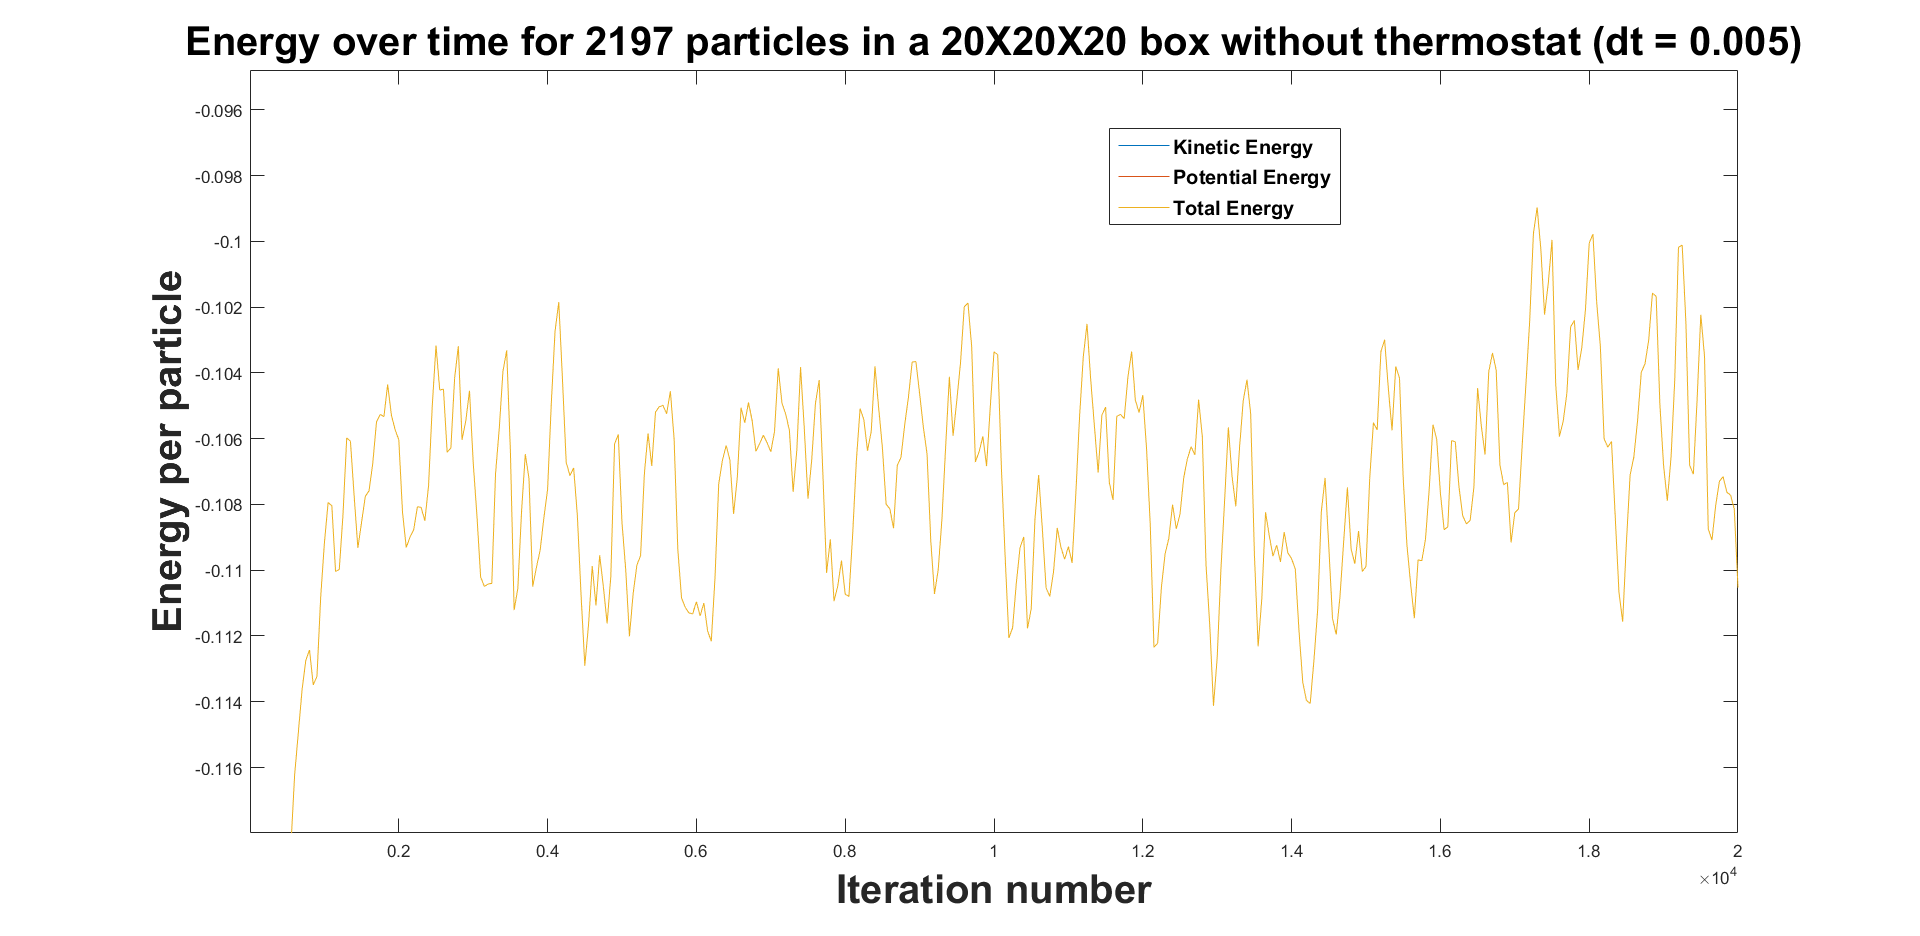 Energy over time for 2197 particles in a 20X20X20 box without thermostat (dt = 0.005)
-0.096
-0.098
-0.1
-0.102
-0.104
-0.106
-0.108
-0.11
-0.112
-0.114
-0.116
Energy per particle
Kinetic Energy
Potential Energy
Total Energy
0.2 0.4 0.6 0.8 1 1.2 1.4 1.6 1.8 2
×10⁴
Iteration number